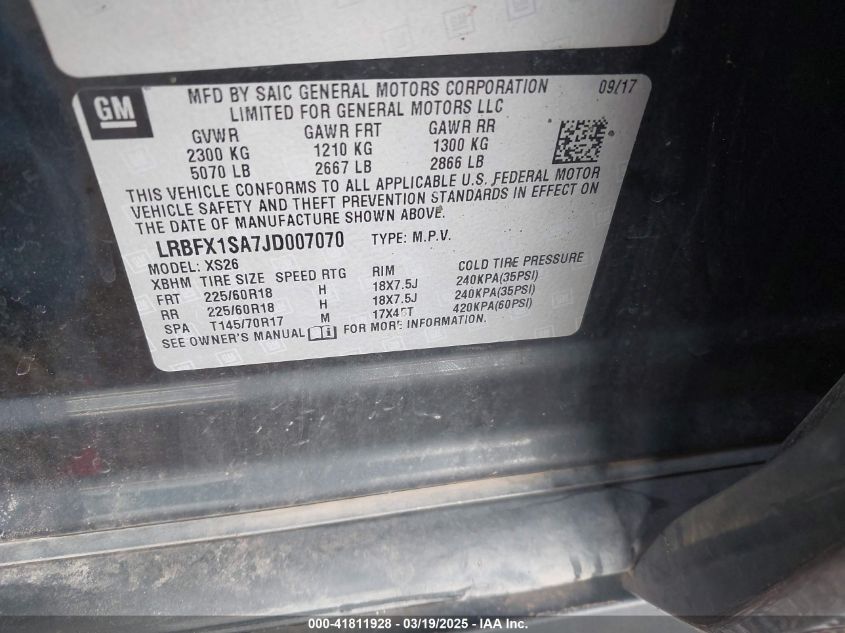 GM
MFD BY SAIC GENERAL MOTORS CORPORATION 09/17
LIMITED FOR GENERAL MOTORS LLC
GVWR GAWR FRT GAWR RR
2300 KG 1210 KG 1300 KG
5070 LB 2667 LB 2866 LB
THIS VEHICLE CONFORMS TO ALL APPLICABLE U.S. FEDERAL MOTOR
VEHICLE SAFETY AND THEFT PREVENTION STANDARDS IN EFFECT ON
THE DATE OF MANUFACTURE SHOWN ABOVE.
LRBFX1SA7JD007070 TYPE: M.P.V.
MODEL: XS26
XBHM TIRE SIZE SPEED RTG RIM COLD TIRE PRESSURE
FRT 225/60R18 H 18X7.5J 240KPA(35PSI)
RR 225/60R18 H 18X7.5J 240KPA(35PSI)
SPA T145/70R17 M 17X4 T 420KPA(60PSI)
SEE OWNER'S MANUAL FOR MORE INFORMATION.
000-41811928 - 03/19/2025 - IAA Inc.